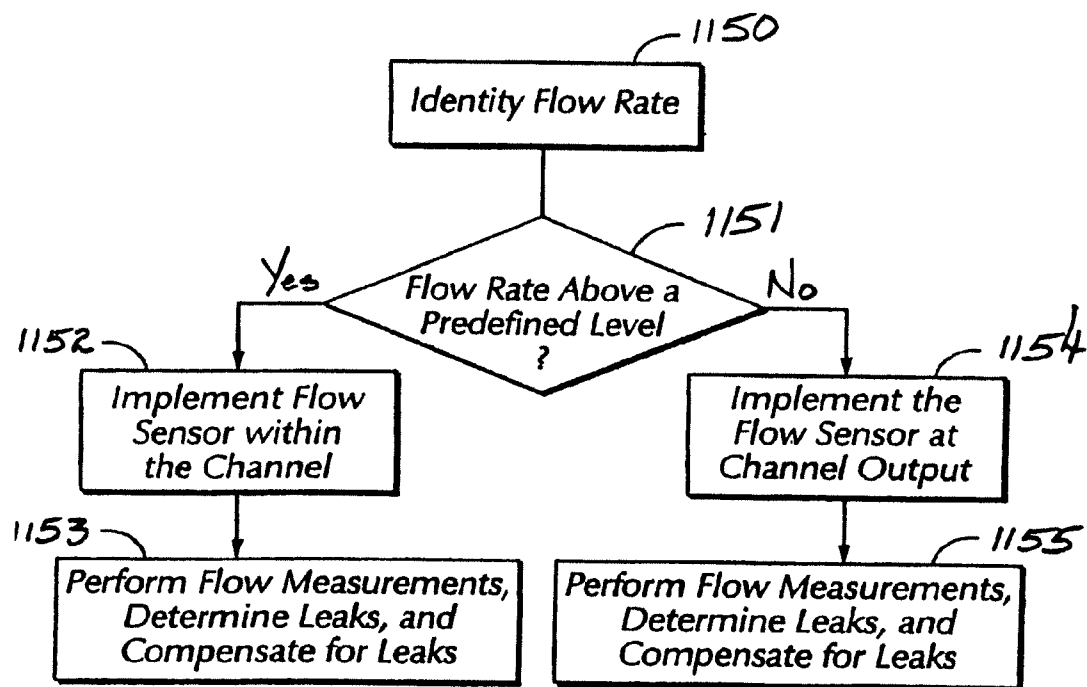 1150
Identity Flow Rate
1151
Yes
Flow Rate Above a
Predefined Level
?
No
1152
Implement Flow
Sensor within
the Channel
1154
Implement the
Flow Sensor at
Channel Output
1153
Perform Flow Measurements,
Determine Leaks, and
Compensate for Leaks
1155
Perform Flow Measurements,
Determine Leaks, and
Compensate for Leaks